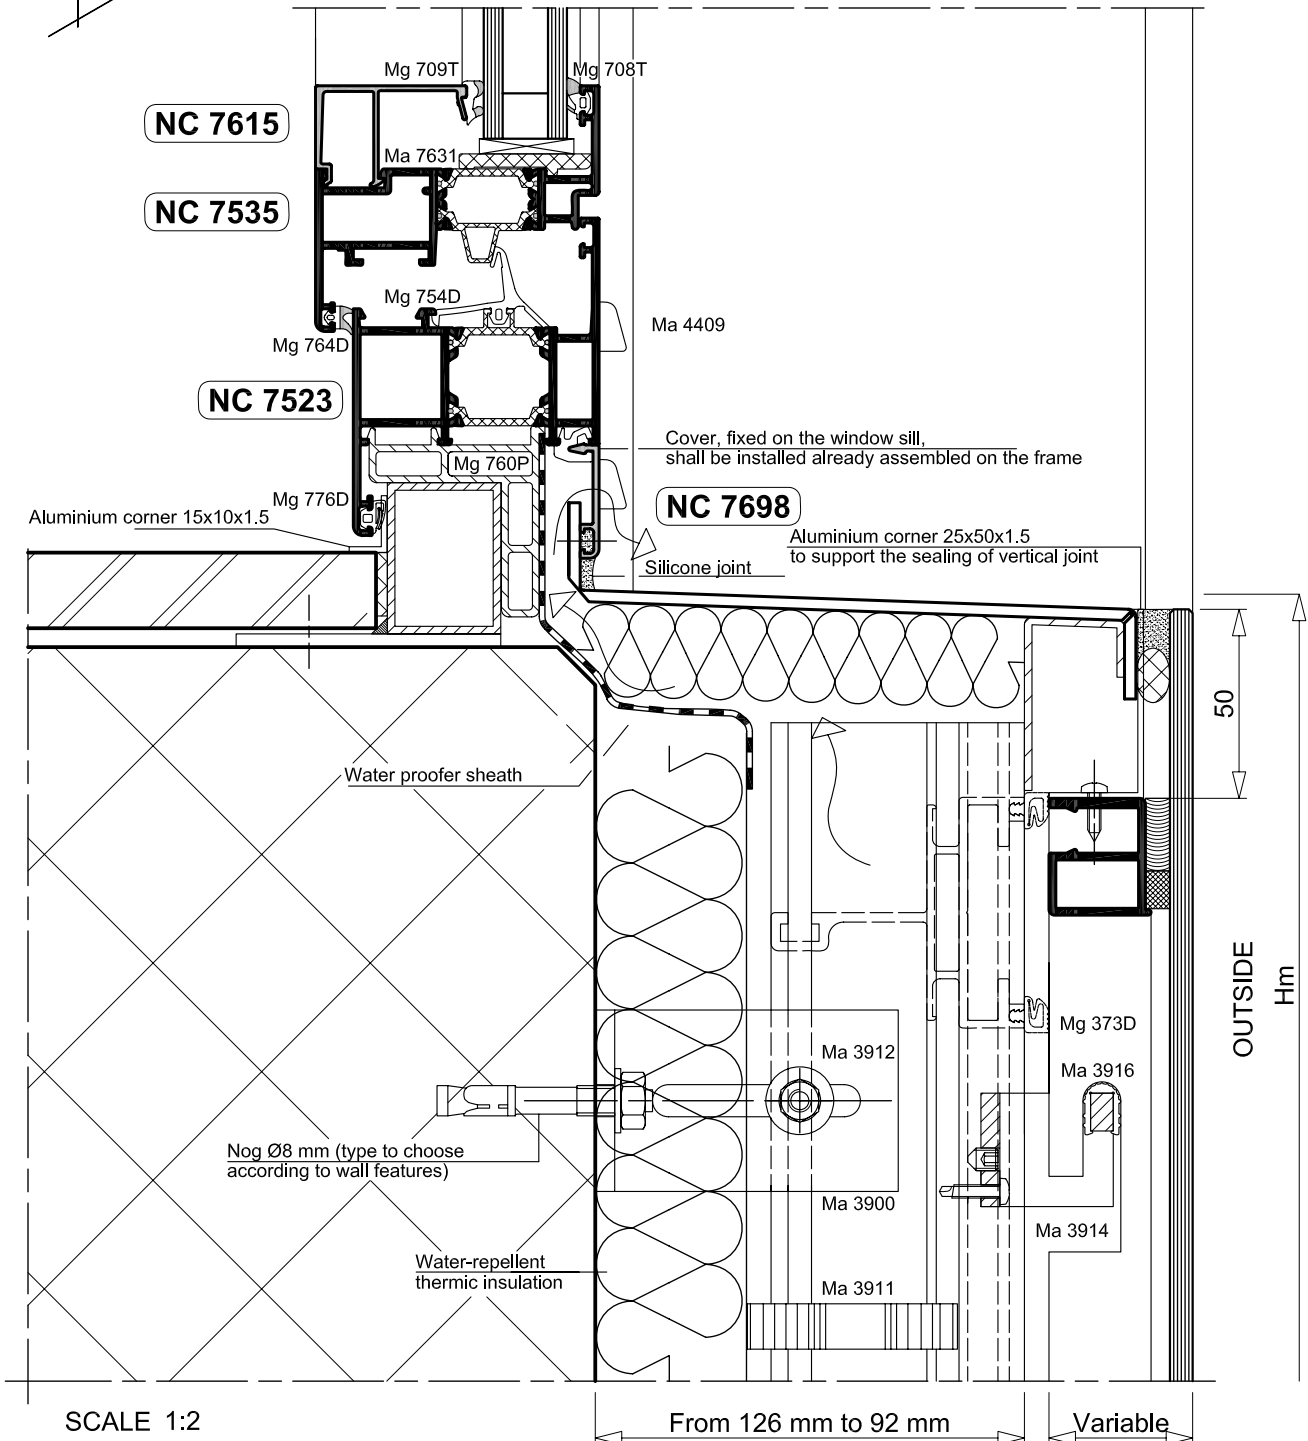 Mg 709T
Mg 708T
NC 7615
Ma 7631
NC 7535
Mg 754D
Ma 4409
Mg 764D
NC 7523
Cover, fixed on the window sill,
shall be installed already assembled on the frame
Mg 760P
Mg 776D
NC 7698
Aluminium corner 15x10x1.5
Aluminium corner 25x50x1.5
to support the sealing of vertical joint
Silicone joint
50
Water proofer sheath
OUTSIDE
Hm
Mg 373D
Ma 3912
Ma 3916
Nog Ø8 mm (type to choose
according to wall features)
Ma 3900
Ma 3914
Water-repellent
thermic insulation
Ma 3911
SCALE 1:2
From 126 mm to 92 mm
Variable